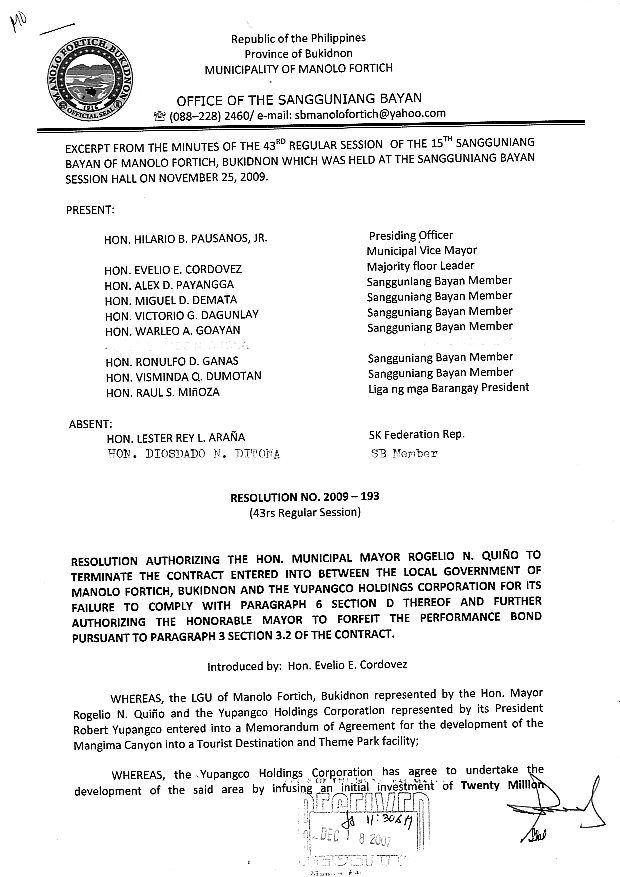 MO
Republic of the Philippines
Province of Bukidnon
MUNICIPALITY OF MANOLO FORTICH
MANOLO FORTICH, BUKIDNON
1914
OFFICIAL SEAL
OFFICE OF THE SANGGUNIANG BAYAN
☏ (088–228) 2460/ e-mail: sbmanolofortich@yahoo.com
EXCERPT FROM THE MINUTES OF THE 43RD REGULAR SESSION OF THE 15TH SANGGUNIANG
BAYAN OF MANOLO FORTICH, BUKIDNON WHICH WAS HELD AT THE SANGGUNIANG BAYAN
SESSION HALL ON NOVEMBER 25, 2009.
PRESENT:
HON. HILARIO B. PAUSANOS, JR. Presiding Officer
Municipal Vice Mayor
HON. EVELIO E. CORDOVEZ Majority floor Leader
HON. ALEX D. PAYANGGA Sangguniang Bayan Member
HON. MIGUEL D. DEMATA Sangguniang Bayan Member
HON. VICTORIO G. DAGUNLAY Sangguniang Bayan Member
HON. WARLEO A. GOAYAN Sangguniang Bayan Member
HON. RONULFO D. GANAS Sangguniang Bayan Member
HON. VISMINDA Q. DUMOTAN Sangguniang Bayan Member
HON. RAUL S. MIñOZA Liga ng mga Barangay President
ABSENT:
HON. LESTER REY L. ARAÑA SK Federation Rep.
HON. DIOSDADO N. DITONA SB Member
RESOLUTION NO. 2009 – 193
(43rs Regular Session)
RESOLUTION AUTHORIZING THE HON. MUNICIPAL MAYOR ROGELIO N. QUIÑO TO
TERMINATE THE CONTRACT ENTERED INTO BETWEEN THE LOCAL GOVERNMENT OF
MANOLO FORTICH, BUKIDNON AND THE YUPANGCO HOLDINGS CORPORATION FOR ITS
FAILURE TO COMPLY WITH PARAGRAPH 6 SECTION D THEREOF AND FURTHER
AUTHORIZING THE HONORABLE MAYOR TO FORFEIT THE PERFORMANCE BOND
PURSUANT TO PARAGRAPH 3 SECTION 3.2 OF THE CONTRACT.
Introduced by: Hon. Evelio E. Cordovez
WHEREAS, the LGU of Manolo Fortich, Bukidnon represented by the Hon. Mayor
Rogelio N. Quiño and the Yupangco Holdings Corporation represented by its President
Robert Yupangco entered into a Memorandum of Agreement for the development of the
Mangima Canyon into a Tourist Destination and Theme Park facility;
WHEREAS, the Yupangco Holdings Corporation has agree to undertake the
development of the said area by infusing an initial investment of Twenty Million
11:30AM
DEC 18 2007